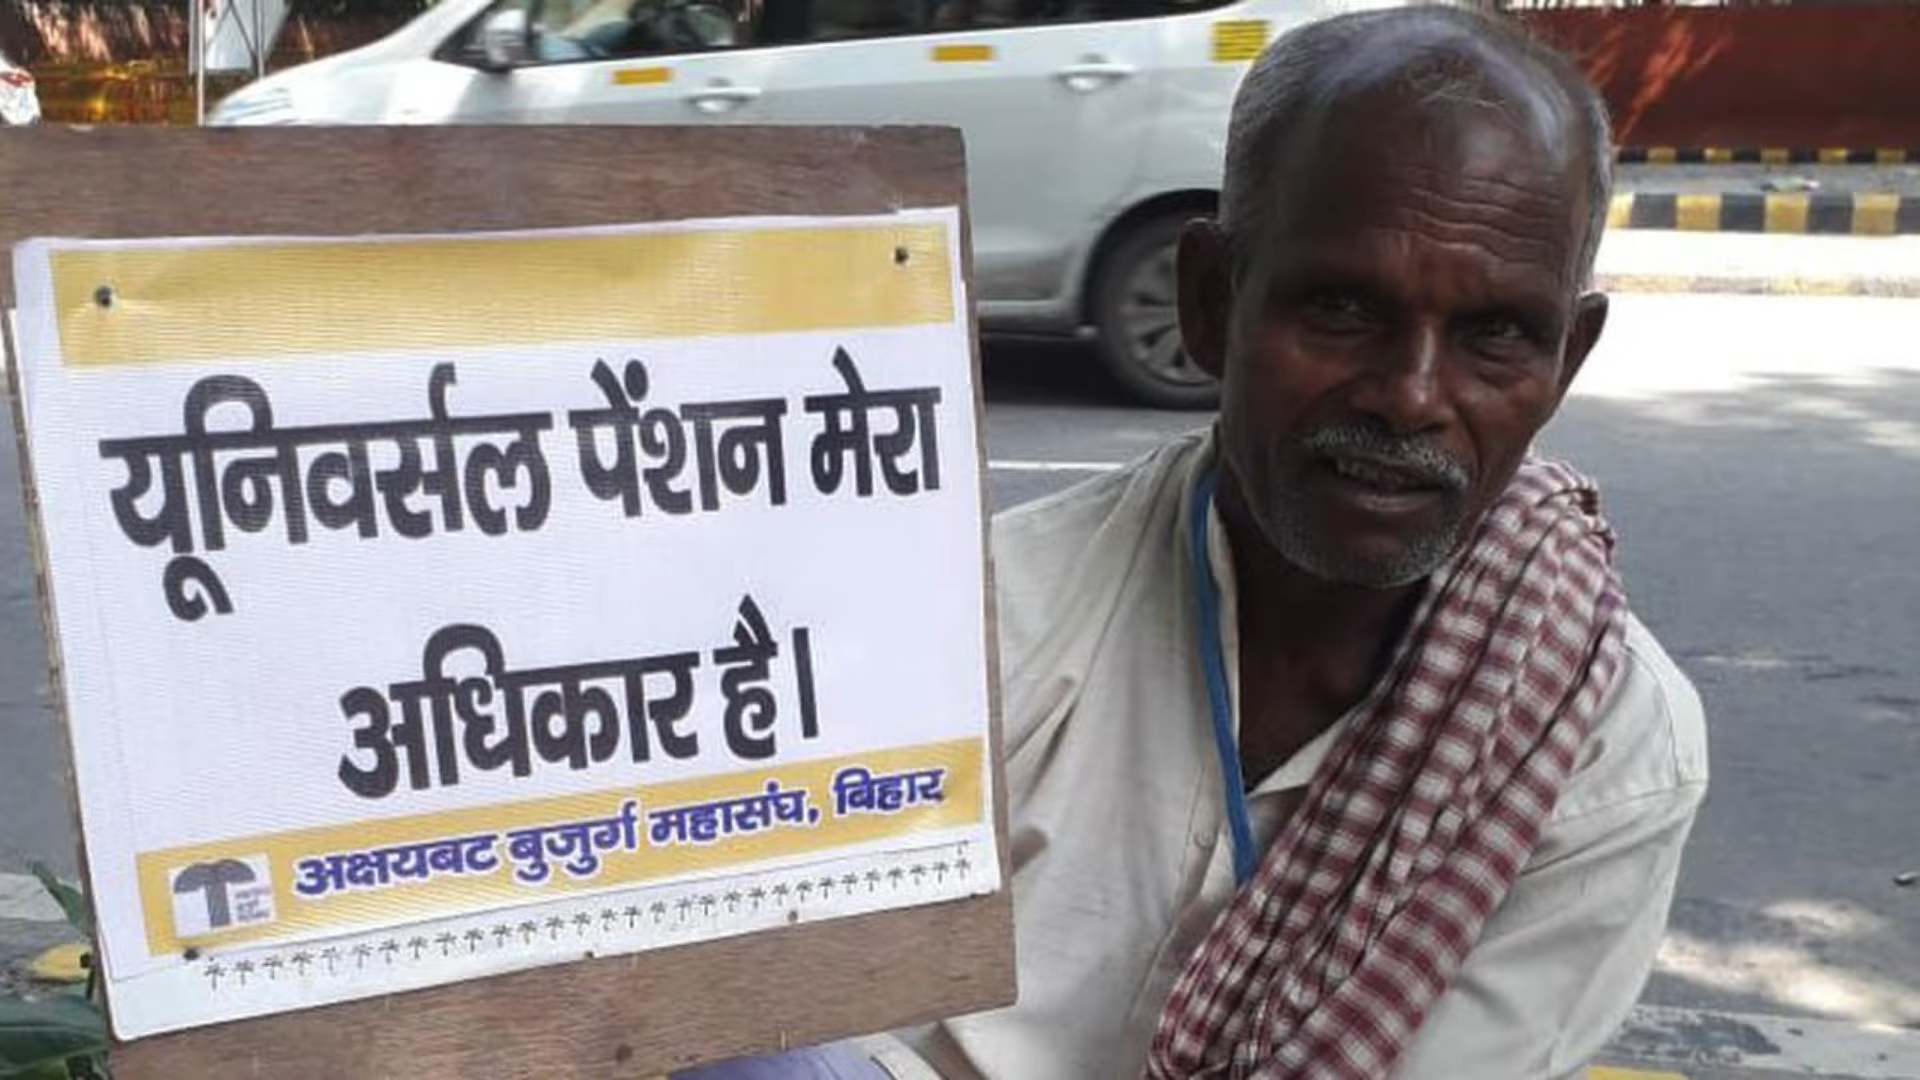 यूनिवर्सल पेंशन मेरा
अधिकार है।
अक्षयबट बुजुर्ग महासंघ, बिहार